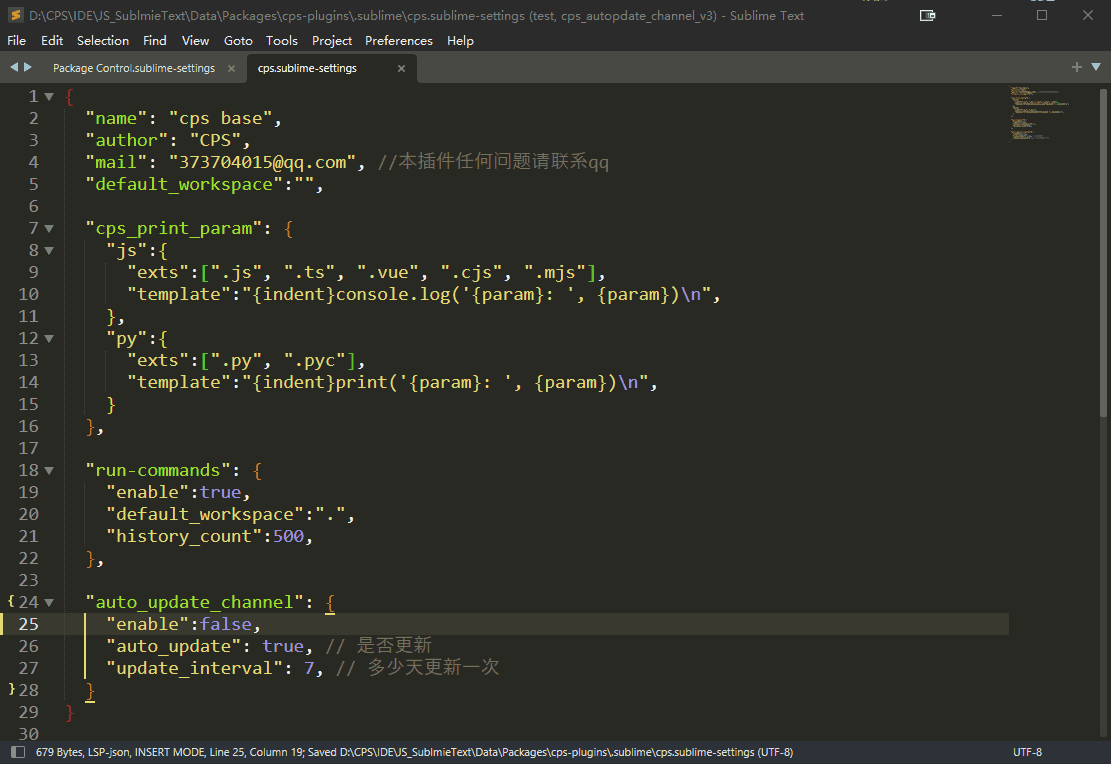 D:\CPS\IDE\JS_SublmieText\Data\Packages\cps-plugins\.sublime\cps.sublime-settings (test, cps_autopdate_channel_v3) - Sublime Text
File Edit Selection Find View Goto Tools Project Preferences Help
Package Control.sublime-settings cps.sublime-settings
1 {
2 "name": "cps base",
3 "author": "CPS",
4 "mail": "373704015@qq.com", //本插件任何问题请联系qq
5 "default_workspace":"",
6
7 "cps_print_param": {
8 "js":{
9 "exts":[".js", ".ts", ".vue", ".cjs", ".mjs"],
10 "template":"{indent}console.log('{param}: ', {param})\n",
11 },
12 "py":{
13 "exts":[".py", ".pyc"],
14 "template":"{indent}print('{param}: ', {param})\n",
15 }
16 },
17
18 "run-commands": {
19 "enable":true,
20 "default_workspace":".",
21 "history_count":500,
22 },
23
{ 24 "auto_update_channel": {
25 "enable":false,
26 "auto_update": true, // 是否更新
27 "update_interval": 7, // 多少天更新一次
} 28 }
29 }
30
679 Bytes, LSP-json, INSERT MODE, Line 25, Column 19; Saved D:\CPS\IDE\JS_SublmieText\Data\Packages\cps-plugins\.sublime\cps.sublime-settings (UTF-8) UTF-8